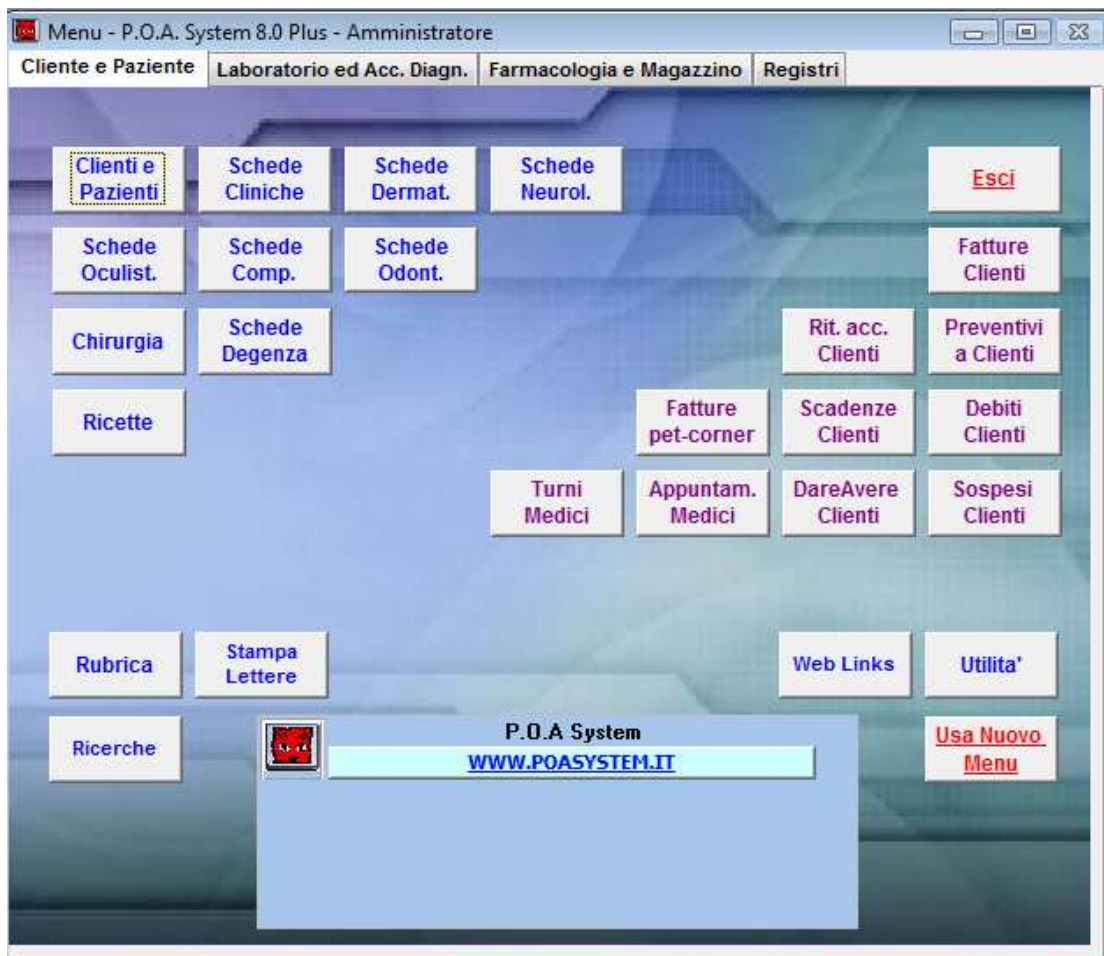 Menu - P.O.A. System 8.0 Plus - Amministratore
Cliente e Paziente Laboratorio ed Acc. Diagn. Farmacologia e Magazzino Registri
Clienti e
Pazienti
Schede
Cliniche
Schede
Dermat.
Schede
Neurol.
Esci
Schede
Oculist.
Schede
Comp.
Schede
Odont.
Fatture
Clienti
Chirurgia
Schede
Degenza
Rit. acc.
Clienti
Preventivi
a Clienti
Ricette
Fatture
pet-corner
Scadenze
Clienti
Debiti
Clienti
Turni
Medici
Appuntam.
Medici
DareAvere
Clienti
Sospesi
Clienti
Rubrica
Stampa
Lettere
Web Links
Utilita'
Ricerche
P.O.A System
WWW.POASYSTEM.IT
Usa Nuovo
Menu